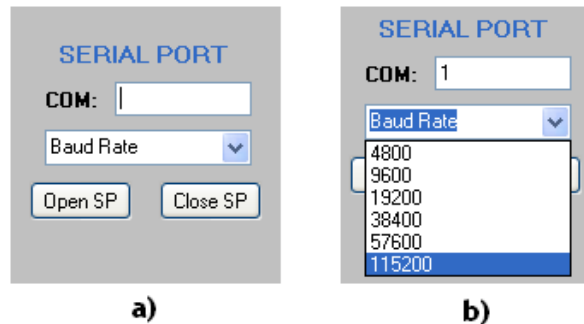 SERIAL PORT
COM:
Baud Rate
Open SP
Close SP
a)
SERIAL PORT
COM: 1
Baud Rate
4800
9600
19200
38400
57600
115200
b)